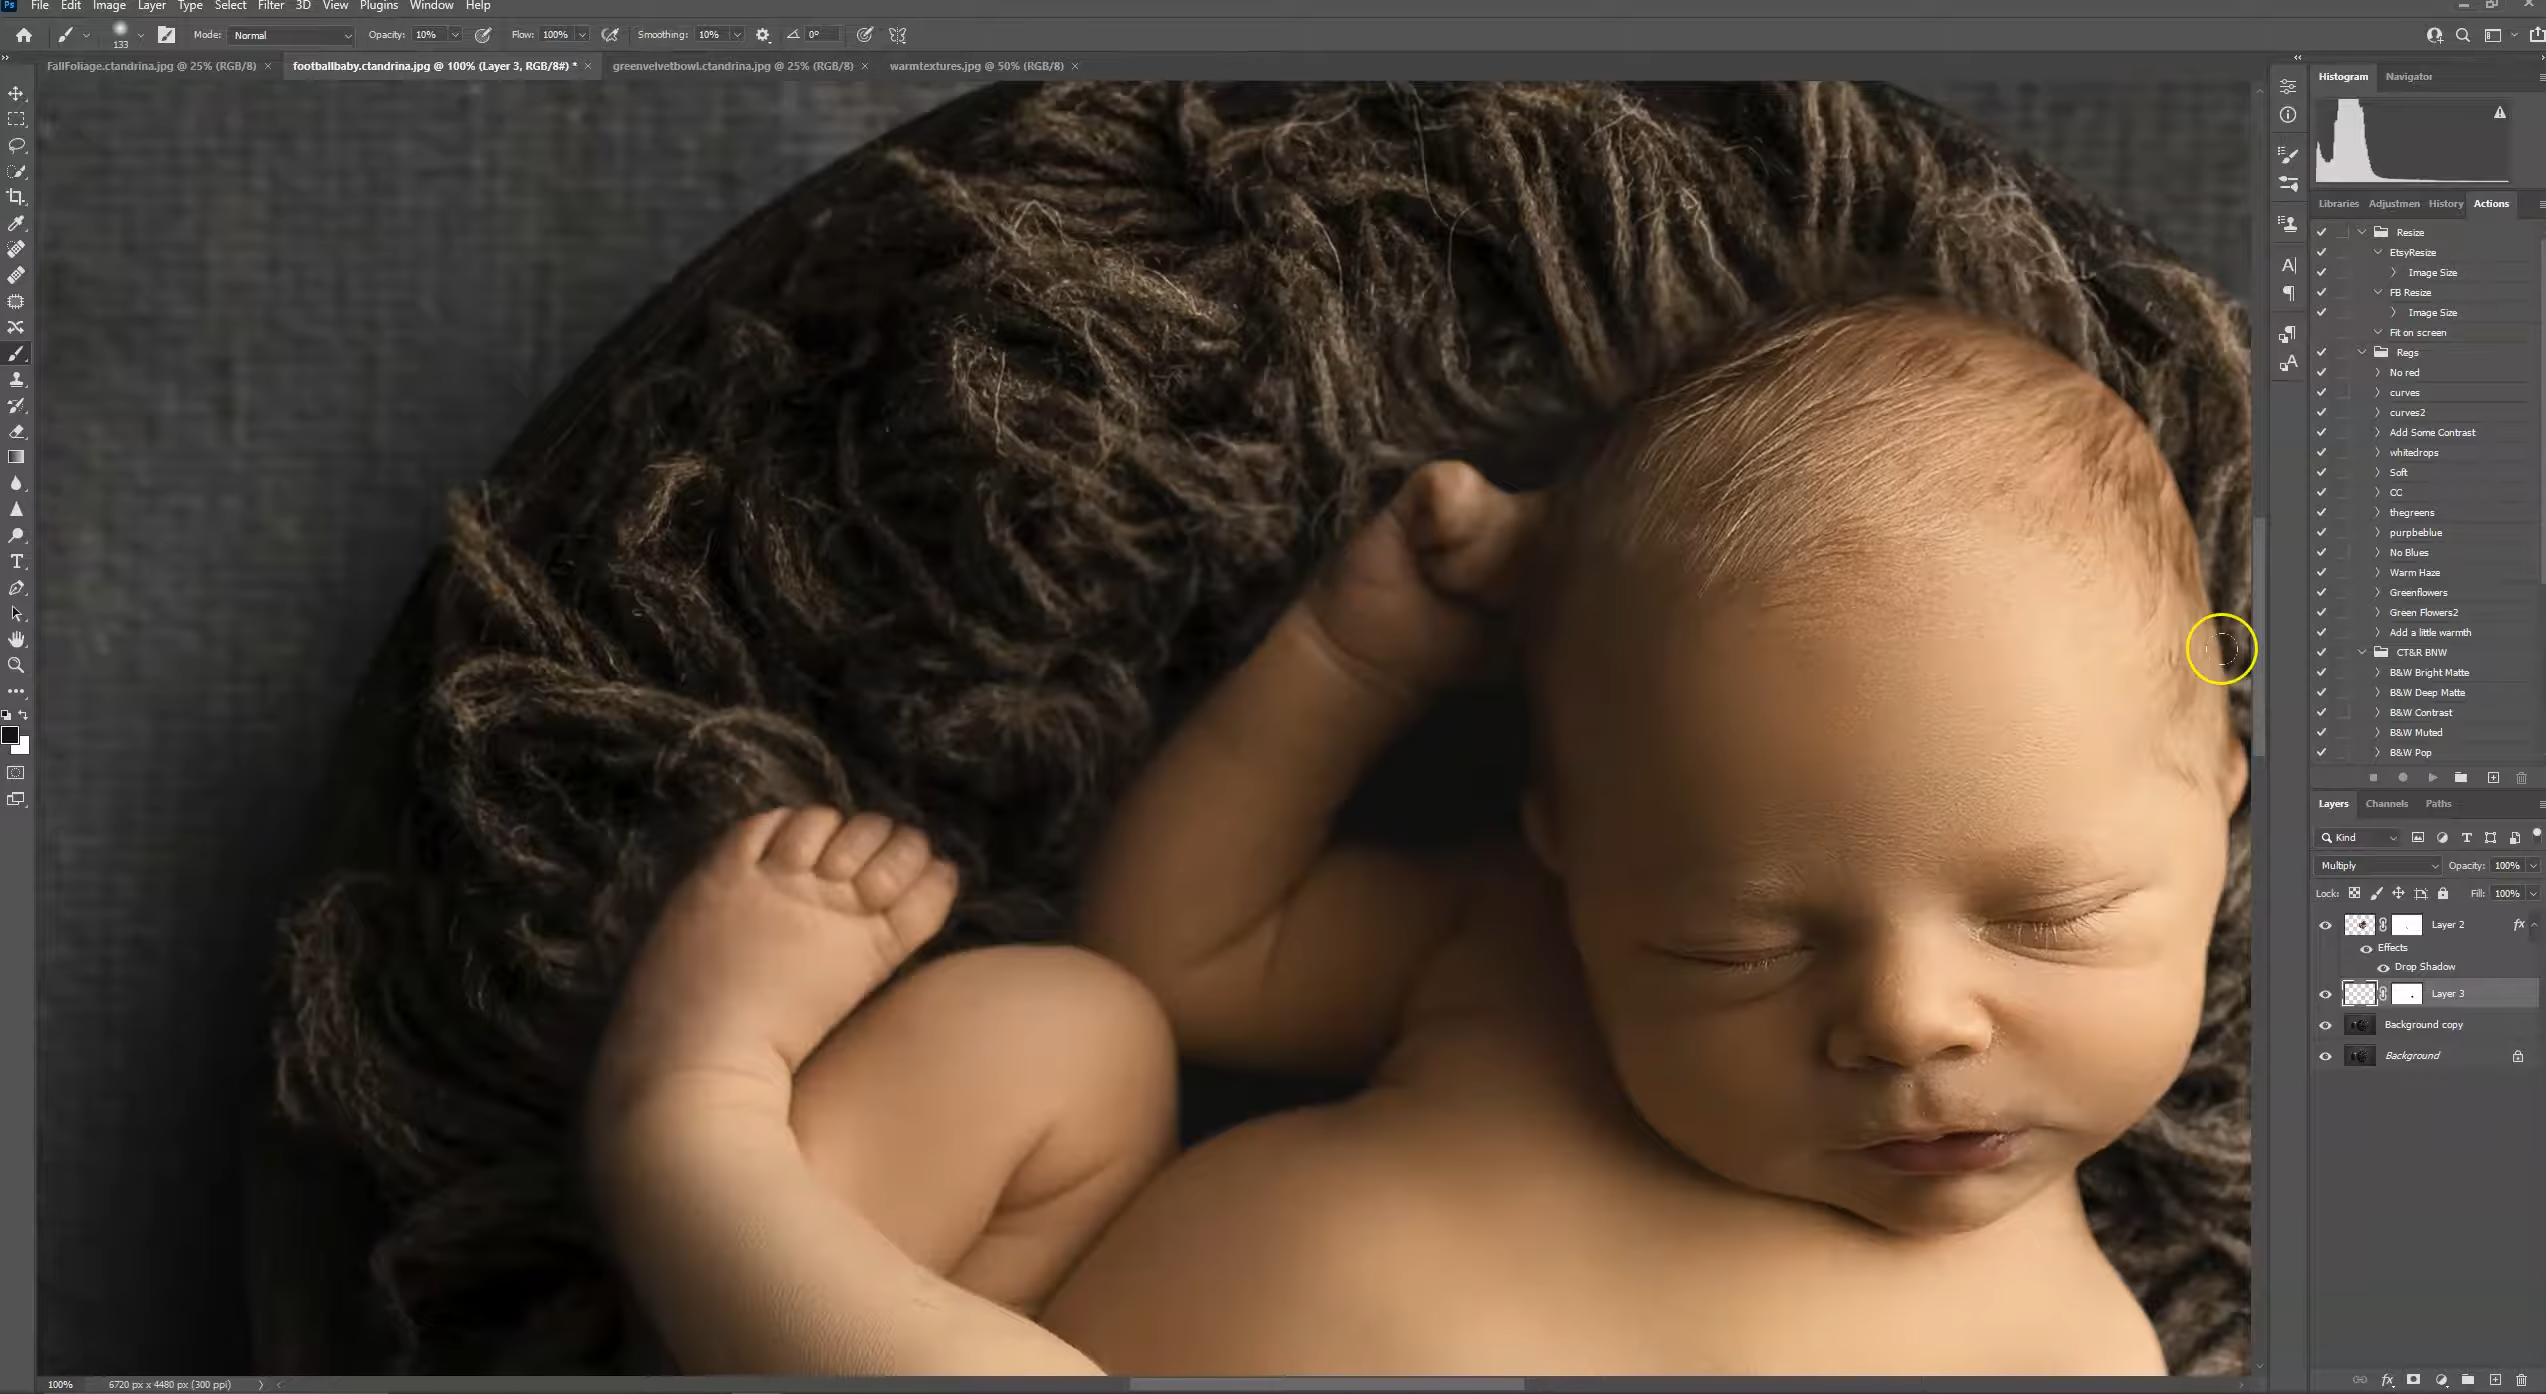 Ps File Edit Image Layer Type Select Filter 3D View Plugins Window Help
133 Mode: Normal Opacity: 10% Flow: 100% Smoothing: 10% 0°
FallFoliage.ctandrina.jpg @ 25% (RGB/8) × footballbaby.ctandrina.jpg @ 100% (Layer 3, RGB/8#) * × greenvelvetbowl.ctandrina.jpg @ 25% (RGB/8) × warmtextures.jpg @ 50% (RGB/8) ×
Histogram Navigator
Libraries Adjustmen History Actions
Resize
EtsyResize
Image Size
FB Resize
Image Size
Fit on screen
Regs
No red
curves
curves2
Add Some Contrast
whitedrops
Soft
CC
thegreens
purpbeblue
No Blues
Warm Haze
Greenflowers
Green Flowers2
Add a little warmth
CT&R BNW
B&W Bright Matte
B&W Deep Matte
B&W Contrast
B&W Muted
B&W Pop
Layers Channels Paths
Kind
Multiply Opacity: 100%
Lock: Fill: 100%
Layer 2 fx
Effects
Drop Shadow
Layer 3
Background copy
Background
100% 6720 px x 4480 px (300 ppi)